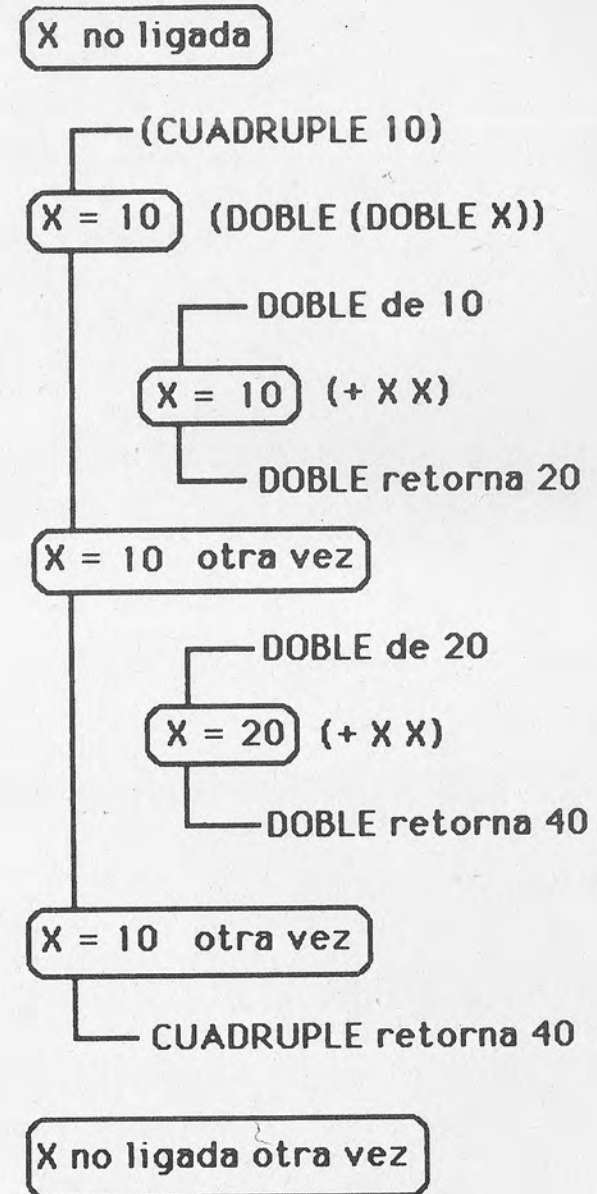 X no ligada
(CUADRUPLE 10)
X = 10 (DOBLE (DOBLE X))
DOBLE de 10
X = 10 (+ X X)
DOBLE retorna 20
X = 10 otra vez
DOBLE de 20
X = 20 (+ X X)
DOBLE retorna 40
X = 10 otra vez
CUADRUPLE retorna 40
X no ligada otra vez